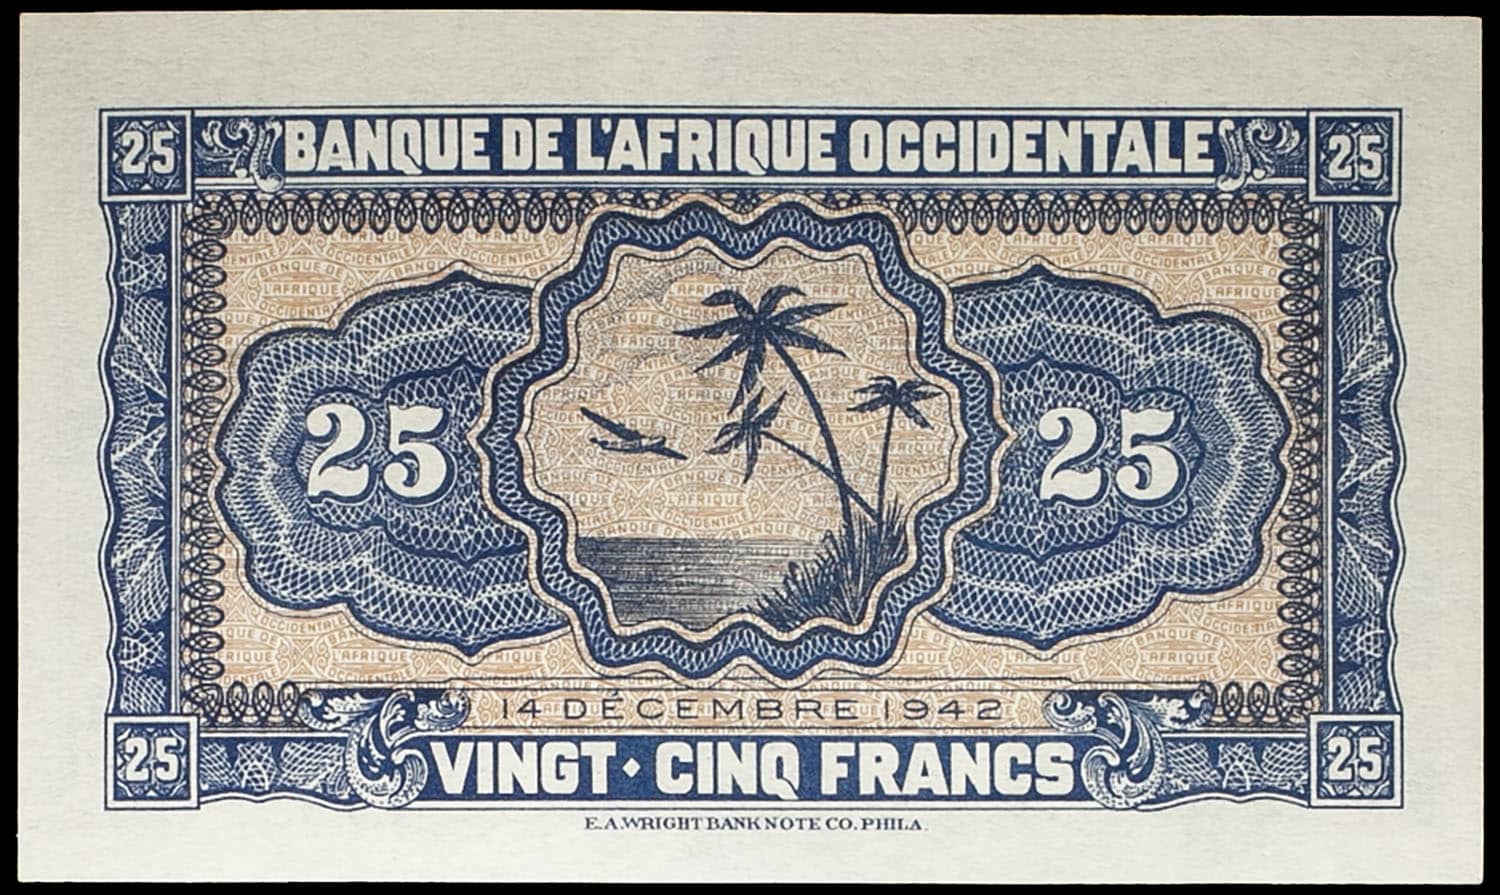 25 BANQUE DE L'AFRIQUE OCCIDENTALE 25
25 25
14 DÉCEMBRE 1942
25 VINGT · CINQ FRANCS 25
E.A. WRIGHT BANK NOTE CO. PHILA.